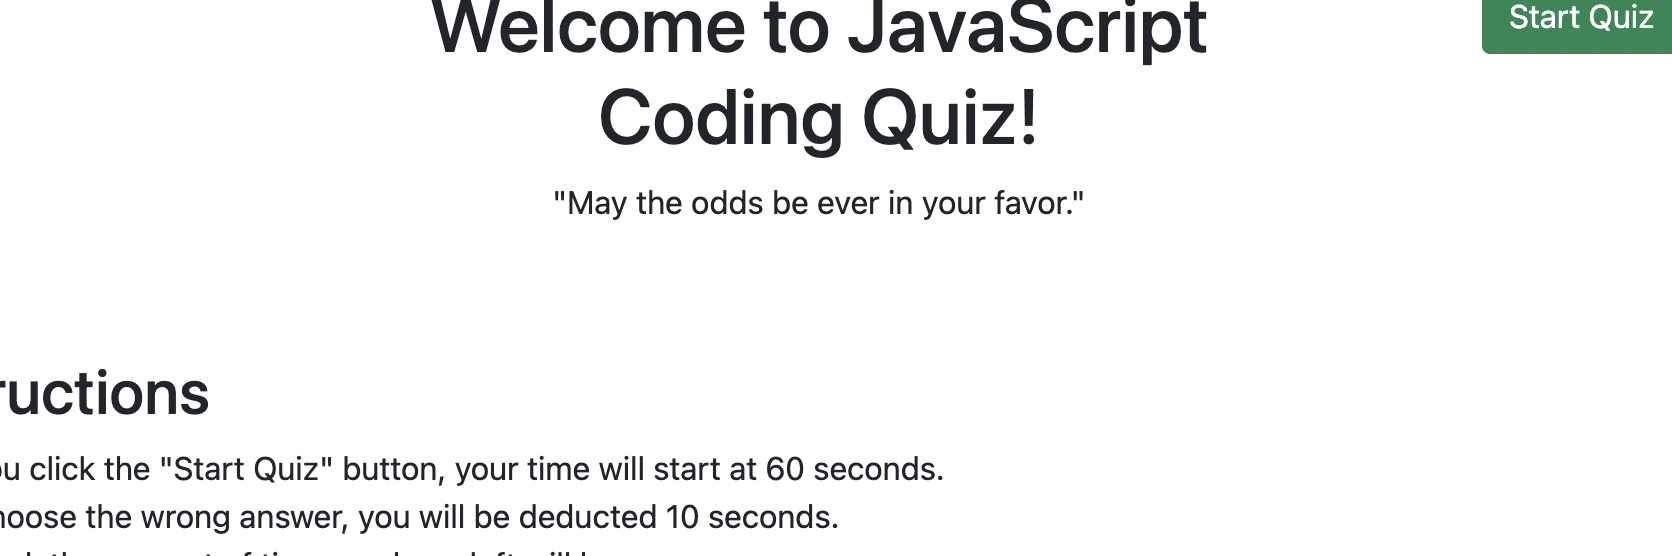 Welcome to JavaScript
Coding Quiz!
Start Quiz
"May the odds be ever in your favor."
ructions
ou click the "Start Quiz" button, your time will start at 60 seconds.
hoose the wrong answer, you will be deducted 10 seconds.